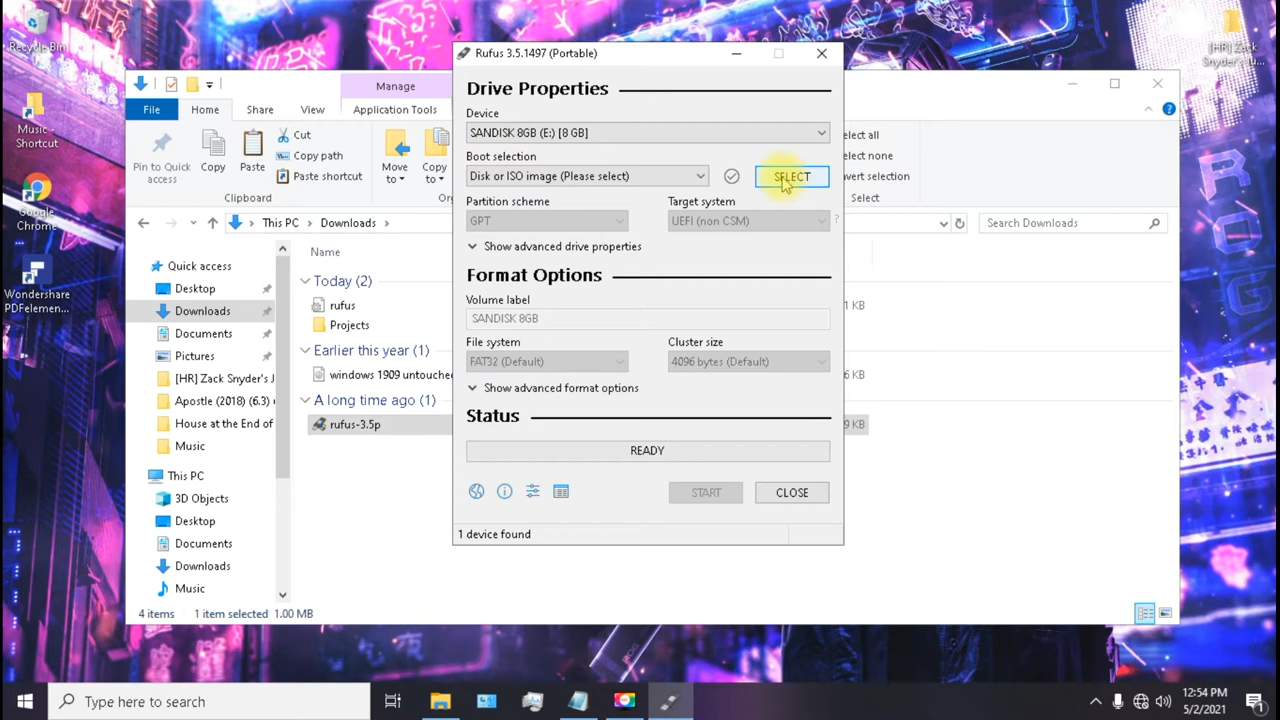 Recycle Bin
Music -
Shortcut
Google
Chrome
Wondershare
PDFelemen...
[HR] Zack
Snyder's Ju...
Manage
File
Home
Share
View
Application Tools
Pin to Quick
access
Copy
Paste
Cut
Copy path
Paste shortcut
Clipboard
Move
to
Copy
to
Or
elect all
elect none
nvert selection
Select
This PC
Downloads
Search Downloads
Quick access
Desktop
Downloads
Documents
Pictures
[HR] Zack Snyder's J
Apostle (2018) (6.3)
House at the End of
Music
This PC
3D Objects
Desktop
Documents
Downloads
Music
Name
Today (2)
rufus
Projects
Earlier this year (1)
windows 1909 untouche
A long time ago (1)
rufus-3.5p
1 KB
6 KB
9 KB
4 items
1 item selected 1.00 MB
Rufus 3.5.1497 (Portable)
Drive Properties
Device
SANDISK 8GB (E:) [8 GB]
Boot selection
Disk or ISO image (Please select)
SELECT
Partition scheme
Target system
GPT
UEFI (non CSM)
?
Show advanced drive properties
Format Options
Volume label
SANDISK 8GB
File system
Cluster size
FAT32 (Default)
4096 bytes (Default)
Show advanced format options
Status
READY
START
CLOSE
1 device found
Type here to search
12:54 PM
5/2/2021
1